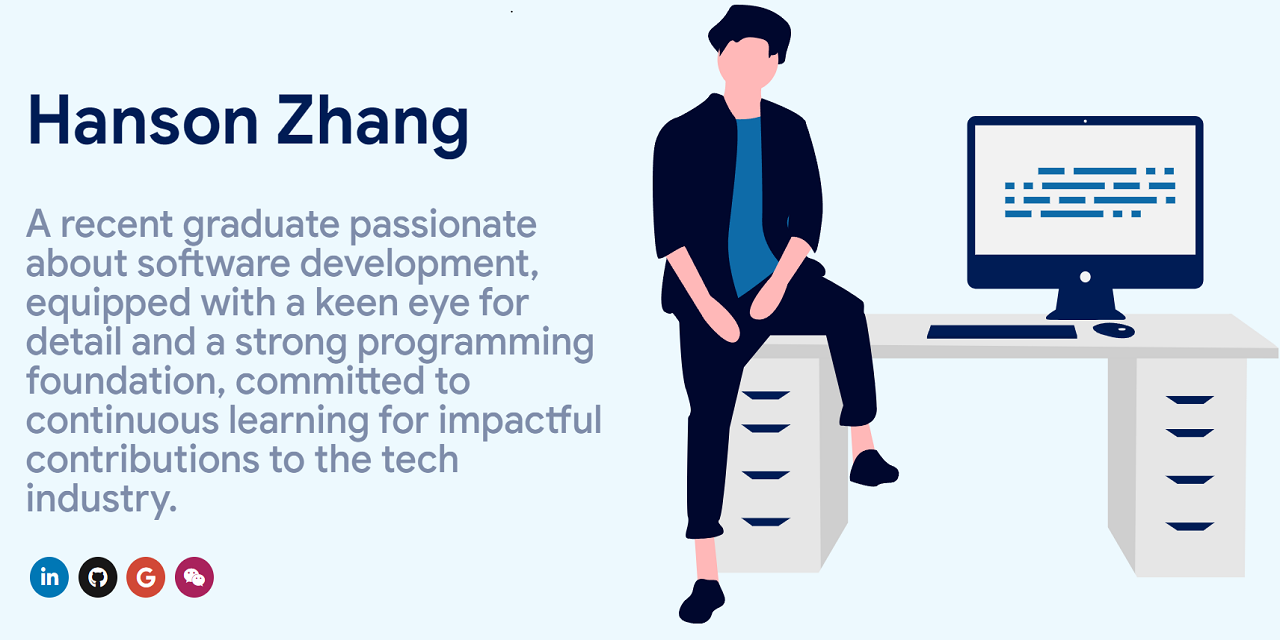 Hanson Zhang
A recent graduate passionate
about software development,
equipped with a keen eye for
detail and a strong programming
foundation, committed to
continuous learning for impactful
contributions to the tech
industry.
in G